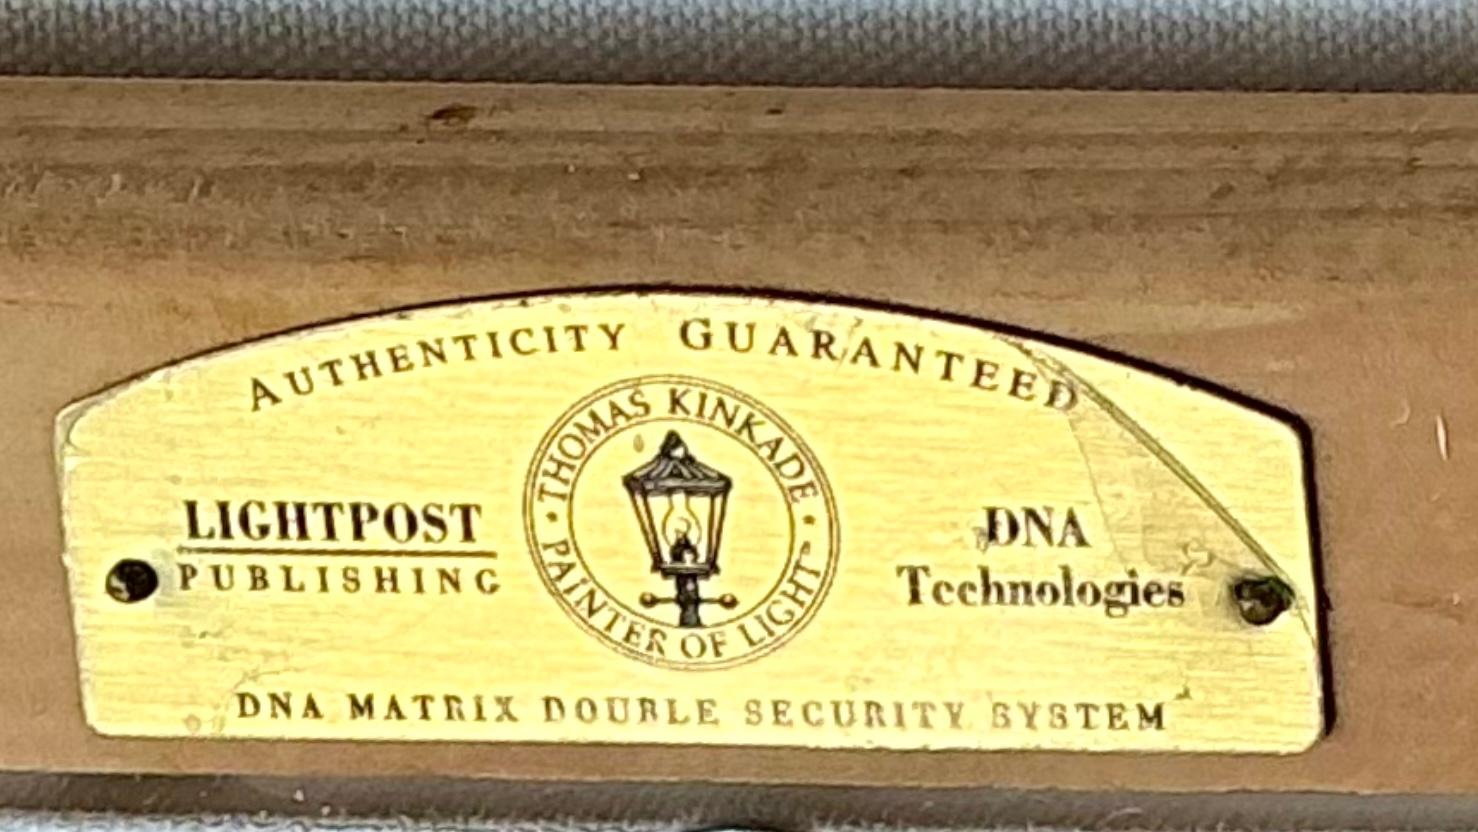 AUTHENTICITY GUARANTEED
THOMAS KINKADE
PAINTER OF LIGHT
LIGHTPOST
PUBLISHING
DNA
Technologies
DNA MATRIX DOUBLE SECURITY SYSTEM